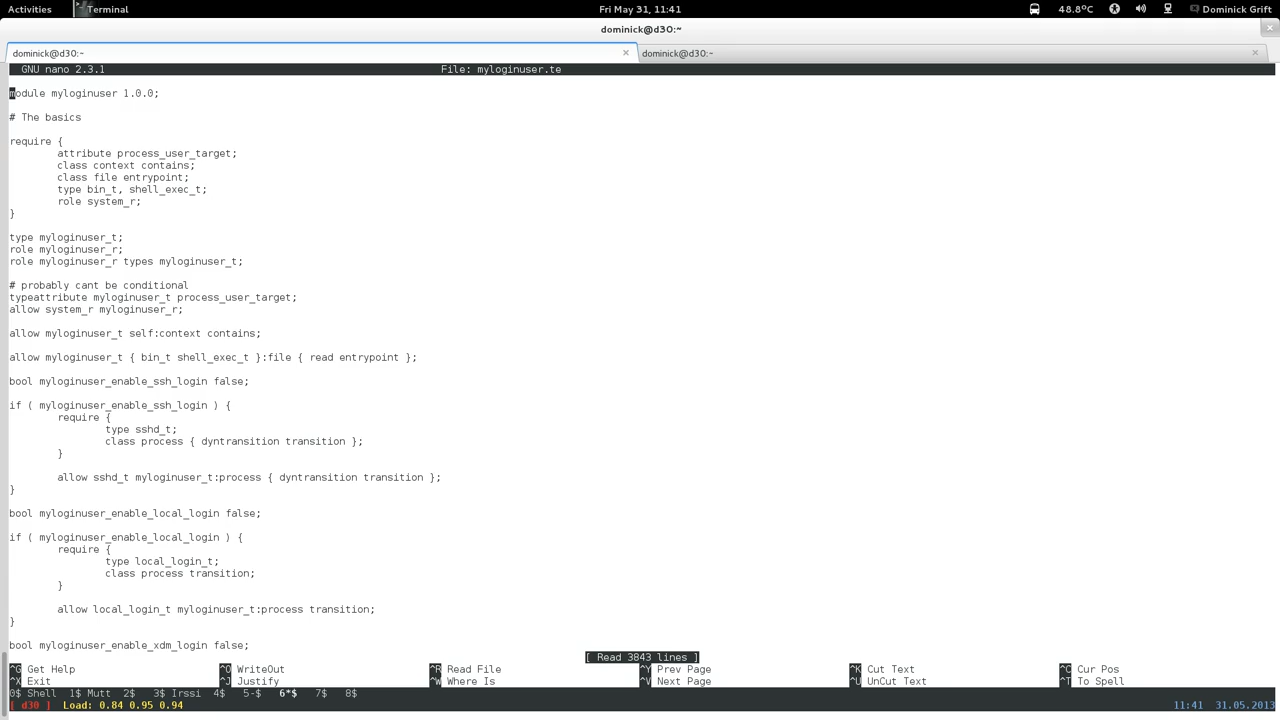 Activities Terminal Fri May 31, 11:41 48.8°C Dominick Grift
dominick@d30:~
dominick@d30:~ × dominick@d30:~ ×
GNU nano 2.3.1 File: myloginuser.te
module myloginuser 1.0.0;
# The basics
require {
attribute process_user_target;
class context contains;
class file entrypoint;
type bin_t, shell_exec_t;
role system_r;
}
type myloginuser_t;
role myloginuser_r;
role myloginuser_r types myloginuser_t;
# probably cant be conditional
typeattribute myloginuser_t process_user_target;
allow system_r myloginuser_r;
allow myloginuser_t self:context contains;
allow myloginuser_t { bin_t shell_exec_t }:file { read entrypoint };
bool myloginuser_enable_ssh_login false;
if ( myloginuser_enable_ssh_login ) {
require {
type sshd_t;
class process { dyntransition transition };
}
allow sshd_t myloginuser_t:process { dyntransition transition };
}
bool myloginuser_enable_local_login false;
if ( myloginuser_enable_local_login ) {
require {
type local_login_t;
class process transition;
}
allow local_login_t myloginuser_t:process transition;
}
bool myloginuser_enable_xdm_login false;
[ Read 3843 lines ]
^G Get Help ^O WriteOut ^R Read File ^Y Prev Page ^K Cut Text ^C Cur Pos
^X Exit ^J Justify ^W Where Is ^V Next Page ^U UnCut Text ^T To Spell
0$ Shell 1$ Mutt 2$ 3$ Irssi 4$ 5-$ 6*$ 7$ 8$
[ d30 ] Load: 0.84 0.95 0.94 11:41 31.05.2013